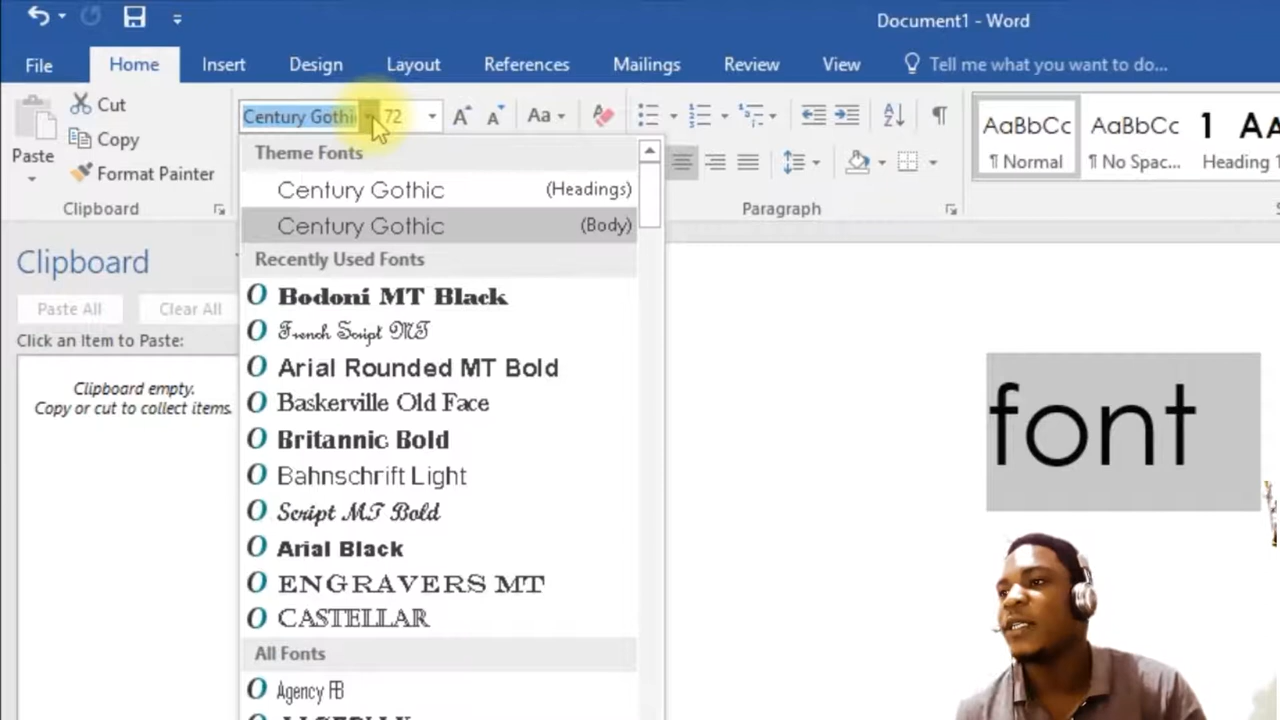 Document1 - Word
File Home Insert Design Layout References Mailings Review View Tell me what you want to do...
Cut
Copy
Paste
Format Painter
Clipboard
Century Gothi 72 Aa
Paragraph
AaBbCc AaBbCc 1
¶ Normal ¶ No Spac... Heading 1
Clipboard
Paste All Clear All
Click an Item to Paste:
Clipboard empty.
Copy or cut to collect items.
Theme Fonts
Century Gothic (Headings)
Century Gothic (Body)
Recently Used Fonts
Bodoni MT Black
French Script MT
Arial Rounded MT Bold
Baskerville Old Face
Britannic Bold
Bahnschrift Light
Script MT Bold
Arial Black
ENGRAVERS MT
CASTELLAR
All Fonts
Agency FB
font